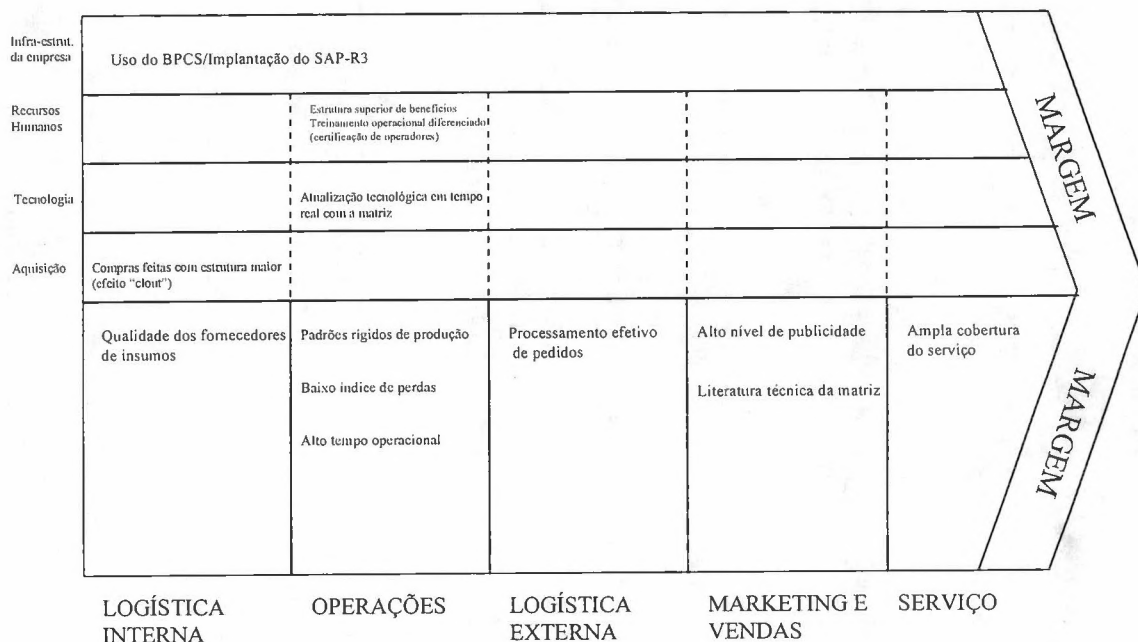 Infra-estrut.
da empresa
Uso do BPCS/Implantação do SAP-R3
Recursos
Humanos
Estrutura superior de benefícios
Treinamento operacional diferenciado
(certificação de operadores)
MARGEM
Tecnologia
Atualização tecnológica em tempo
real com a matriz
Aquisição
Compras feitas com estrutura maior
(efeito "clout")
Qualidade dos fornecedores
de insumos
Padrões rígidos de produção
Baixo índice de perdas
Alto tempo operacional
Processamento efetivo
de pedidos
Alto nível de publicidade
Literatura técnica da matriz
Ampla cobertura
do serviço
MARGEM
LOGÍSTICA
INTERNA
OPERAÇÕES
LOGÍSTICA
EXTERNA
MARKETING E
VENDAS
SERVIÇO